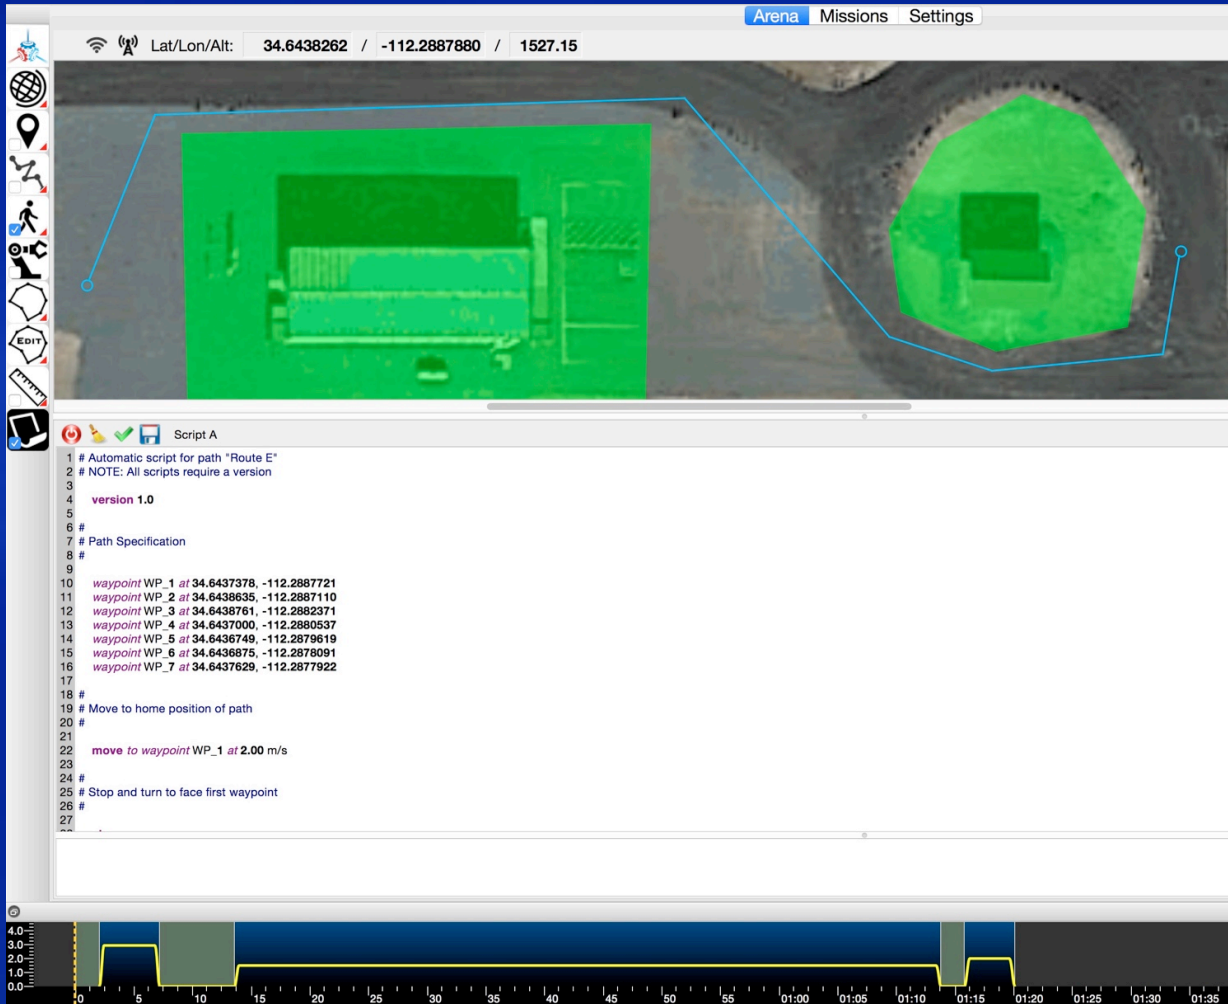 Arena Missions Settings
Lat/Lon/Alt: 34.6438262 / -112.2887880 / 1527.15
EDIT
Script A
1 # Automatic script for path "Route E"
2 # NOTE: All scripts require a version
3
4 version 1.0
5
6 #
7 # Path Specification
8 #
9
10 waypoint WP_1 at 34.6437378, -112.2887721
11 waypoint WP_2 at 34.6438635, -112.2887110
12 waypoint WP_3 at 34.6438761, -112.2882371
13 waypoint WP_4 at 34.6437000, -112.2880537
14 waypoint WP_5 at 34.6436749, -112.2879619
15 waypoint WP_6 at 34.6436875, -112.2878091
16 waypoint WP_7 at 34.6437629, -112.2877922
17
18 #
19 # Move to home position of path
20 #
21
22 move to waypoint WP_1 at 2.00 m/s
23
24 #
25 # Stop and turn to face first waypoint
26 #
27
4.0
3.0
2.0
1.0
0.0
0 5 10 15 20 25 30 35 40 45 50 55 01:00 01:05 01:10 01:15 01:20 01:25 01:30 01:35